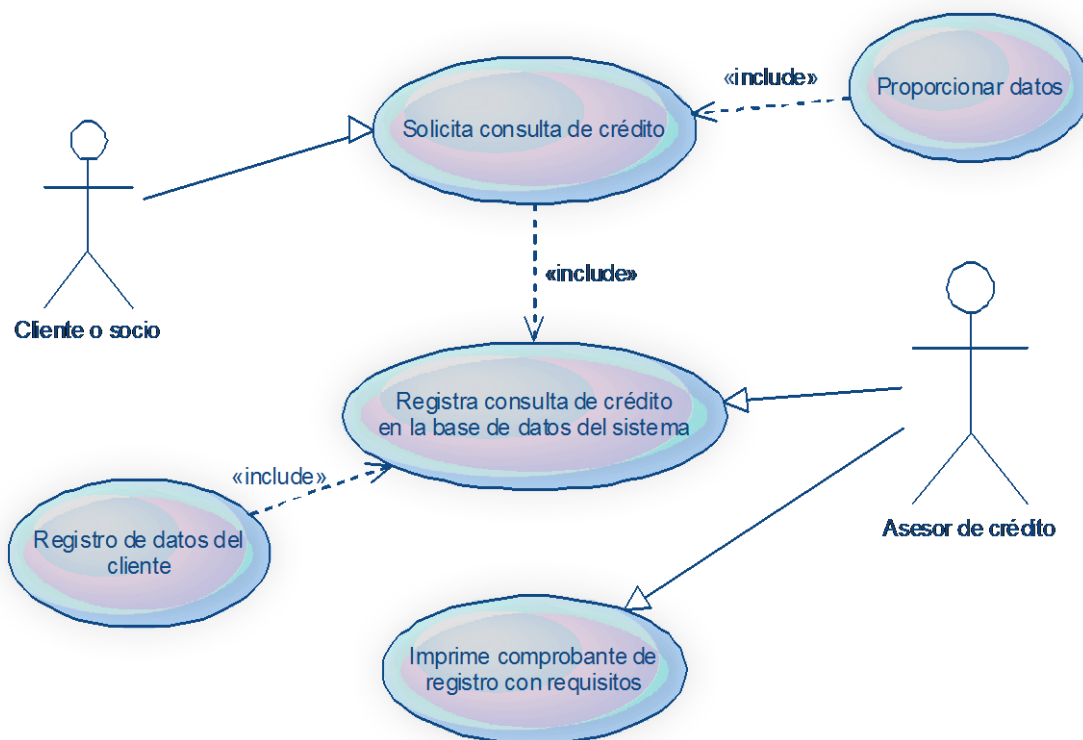 «include»
Proporcionar datos
Solicita consulta de crédito
«include»
Cliente o socio
Registra consulta de crédito
en la base de datos del sistema
«include»
Registro de datos del
cliente
Asesor de crédito
Imprime comprobante de
registro con requisitos